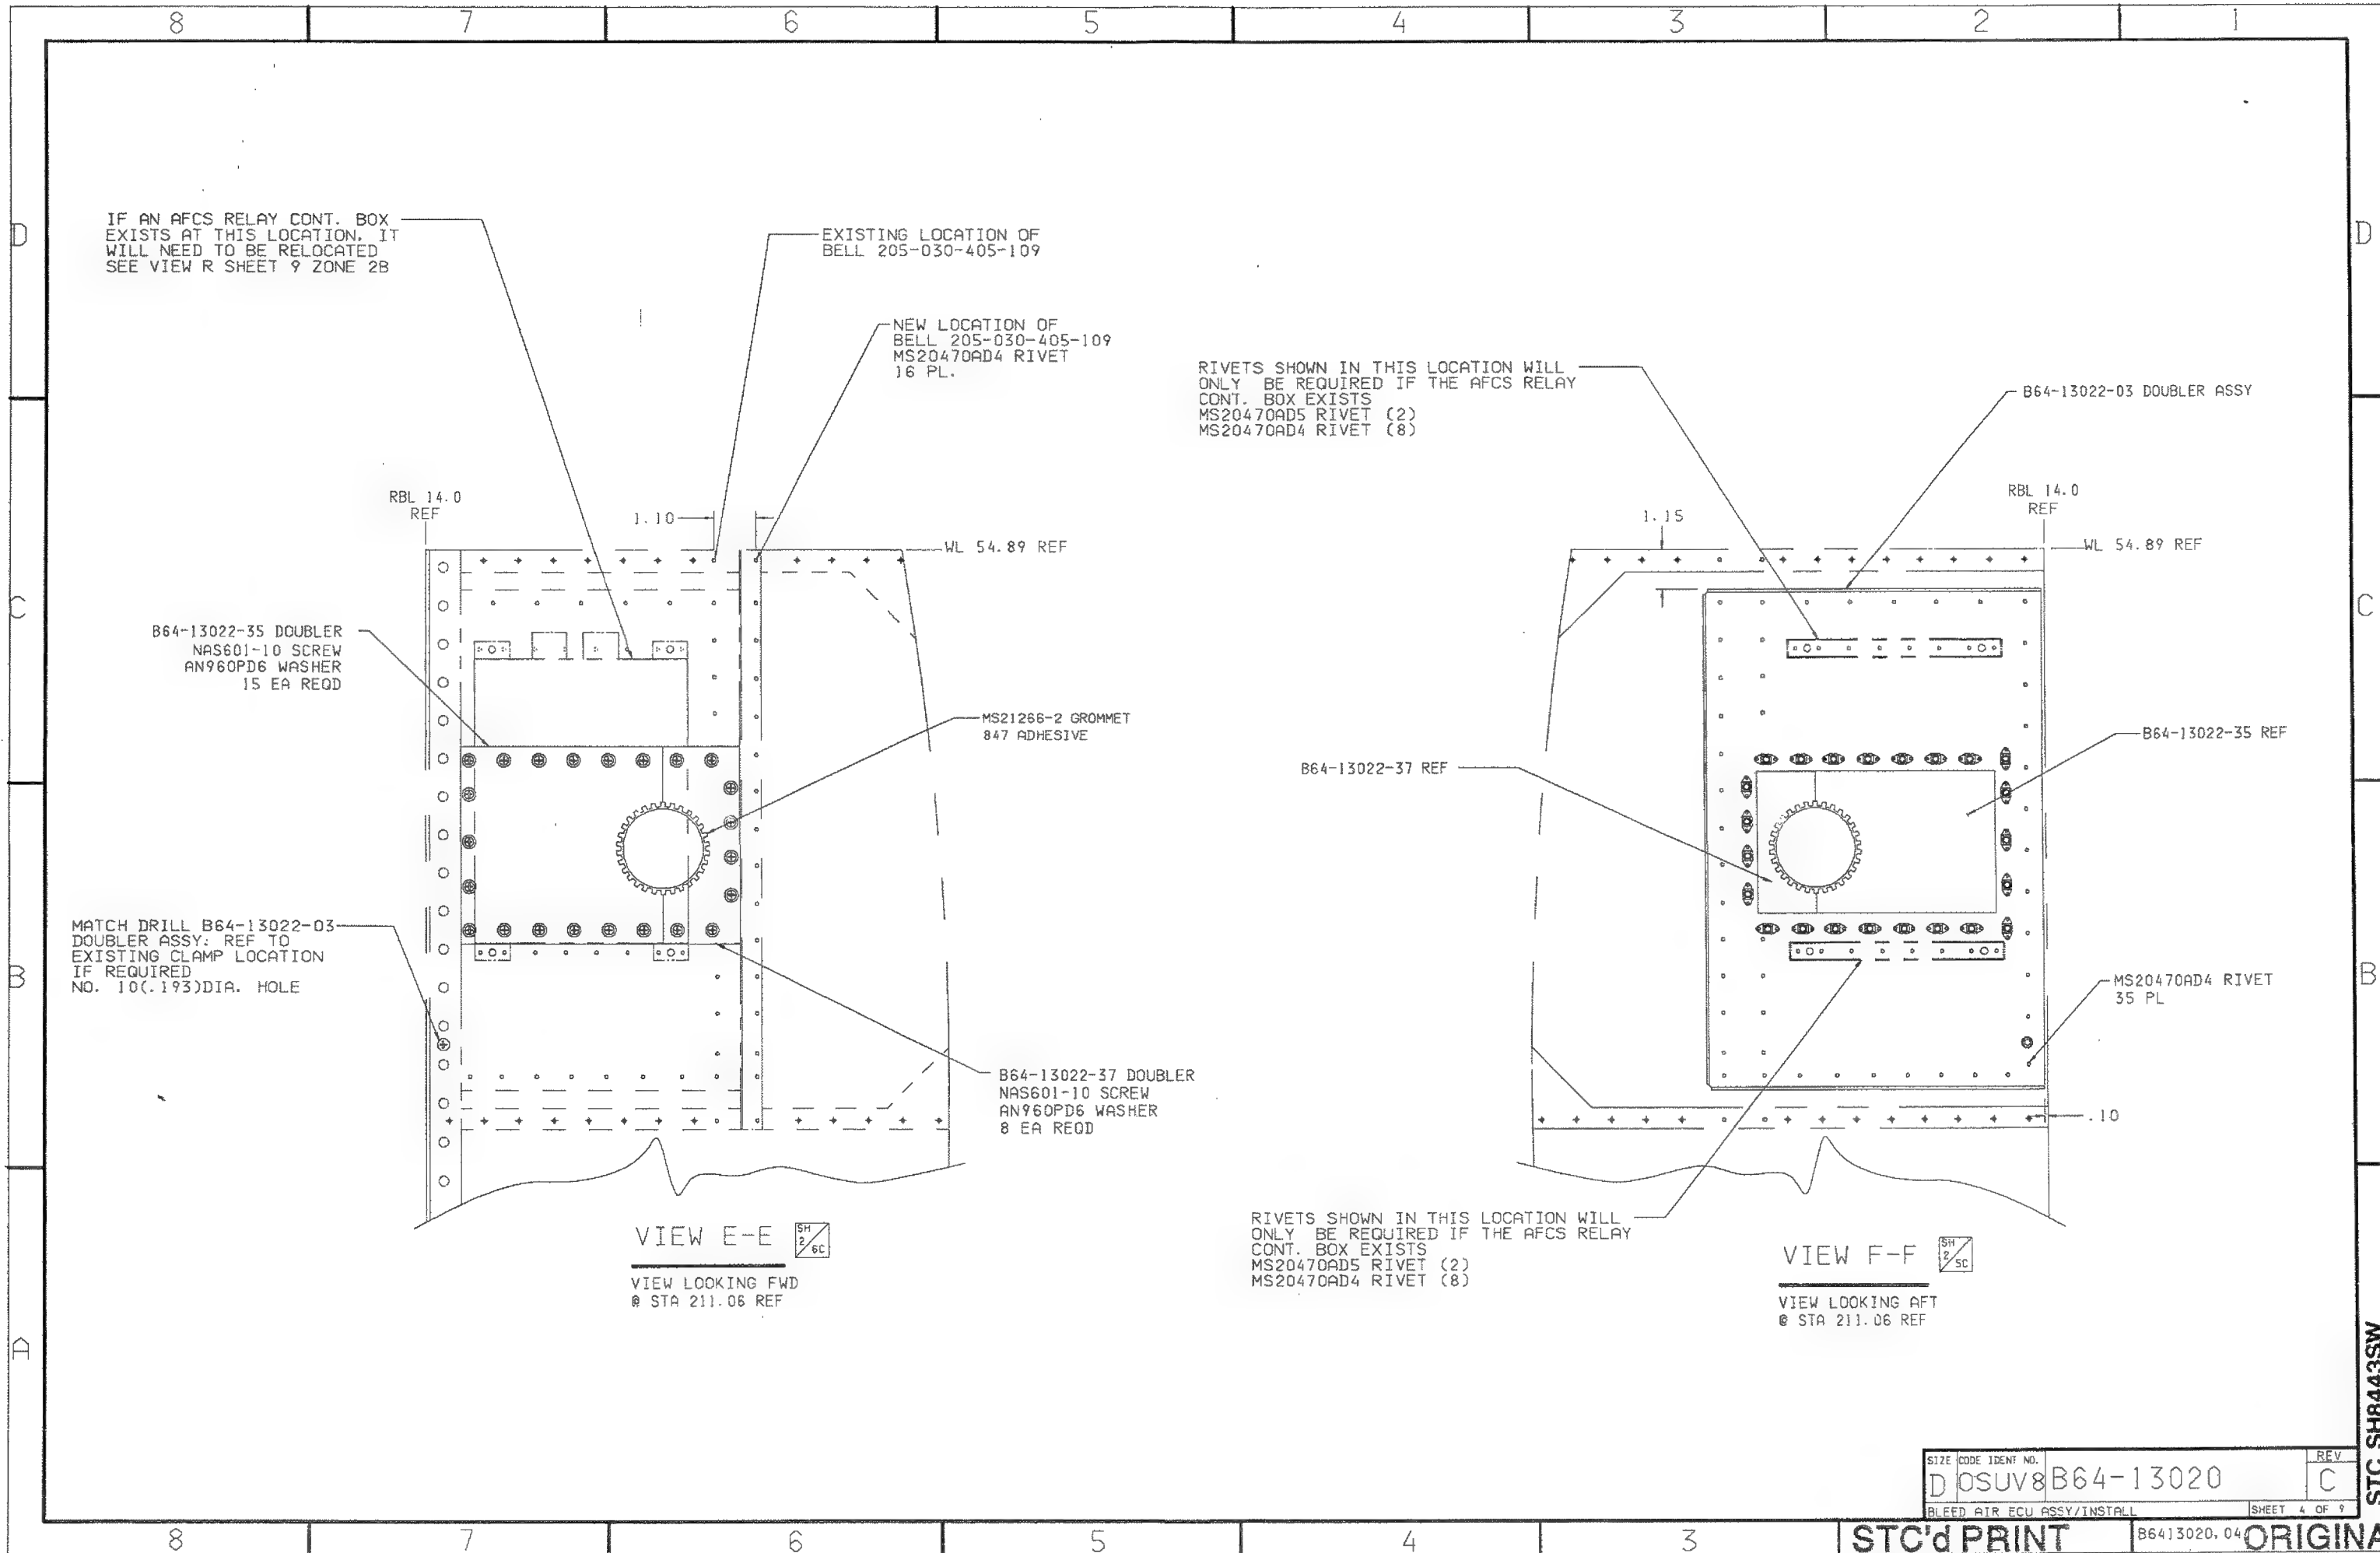 8 7 6 5 4 3 2 1
D
D
IF AN AFCS RELAY CONT. BOX
EXISTS AT THIS LOCATION. IT
WILL NEED TO BE RELOCATED
SEE VIEW R SHEET 9 ZONE 2B
EXISTING LOCATION OF
BELL 205-030-405-109
NEW LOCATION OF
BELL 205-030-405-109
MS20470AD4 RIVET
16 PL.
RBL 14.0
REF
1.10
WL 54.89 REF
C
B64-13022-35 DOUBLER
NAS601-10 SCREW
AN960PD6 WASHER
15 EA REQD
MS21266-2 GROMMET
847 ADHESIVE
MATCH DRILL B64-13022-03
DOUBLER ASSY. REF TO
EXISTING CLAMP LOCATION
IF REQUIRED
NO. 10(.193)DIA. HOLE
B
B64-13022-37 DOUBLER
NAS601-10 SCREW
AN960PD6 WASHER
8 EA REQD
VIEW E-E
SH
2/6C
VIEW LOOKING FWD
@ STA 211.06 REF
RIVETS SHOWN IN THIS LOCATION WILL
ONLY BE REQUIRED IF THE AFCS RELAY
CONT. BOX EXISTS
MS20470AD5 RIVET (2)
MS20470AD4 RIVET (8)
B64-13022-03 DOUBLER ASSY
RBL 14.0
REF
1.15
WL 54.89 REF
C
B64-13022-35 REF
B64-13022-37 REF
MS20470AD4 RIVET
35 PL
B
.10
RIVETS SHOWN IN THIS LOCATION WILL
ONLY BE REQUIRED IF THE AFCS RELAY
CONT. BOX EXISTS
MS20470AD5 RIVET (2)
MS20470AD4 RIVET (8)
VIEW F-F
SH
2/5C
VIEW LOOKING AFT
@ STA 211.06 REF
A
STC SH8443SW
SIZE
D
CODE IDENT NO.
OSUV8
B64-13020
REV
C
BLEED AIR ECU ASSY/INSTALL
SHEET 4 OF 9
8 7 6 5 4 3
STC'd PRINT
B6413020.04
ORIGINA